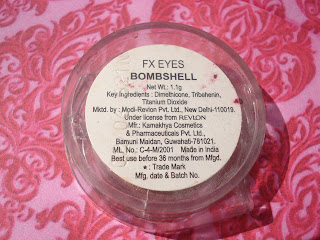 FX EYES
BOMBSHELL
Net Wt.: 1.1g
Key Ingredients : Dimethicone, Tribehenin,
Titanium Dioxide
Mktd. by : Modi-Revlon Pvt. Ltd., New Delhi-110019.
Under license from REVLON
Mfr.: Kamakhya Cosmetics
& Pharmaceuticals Pvt. Ltd.,
Bamuni Maidan, Guwahati-781021.
ML. No.: C-4-M/2001 Made in India
Best use before 36 months from Mfgd.
★: Trade Mark
Mfg. date & Batch No.